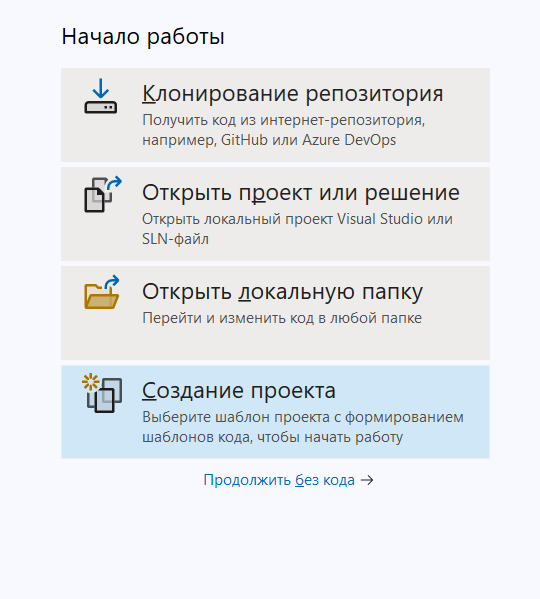 Начало работы
Клонирование репозитория
Получить код из интернет-репозитория,
например, GitHub или Azure DevOps
Открыть проект или решение
Открыть локальный проект Visual Studio или
SLN-файл
Открыть локальную папку
Перейти и изменить код в любой папке
Создание проекта
Выберите шаблон проекта с формированием
шаблонов кода, чтобы начать работу
Продолжить без кода →